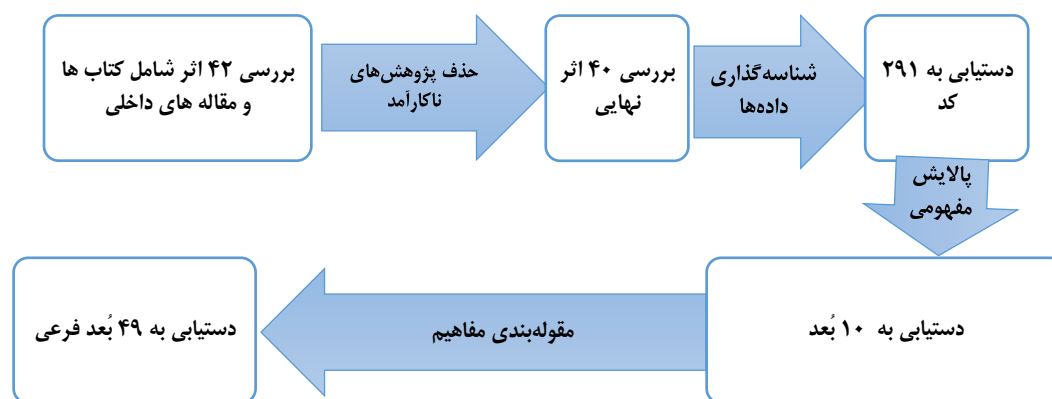 بررسی ۴۲ اثر شامل کتاب ها
و مقاله های داخلی
حذف پژوهش‌های
ناکارآمد
بررسی ۴۰ اثر
نهایی
شناسه‌گذاری
داده‌ها
دستیابی به ۲۹۱
کد
پالایش
مفهومی
دستیابی به ۱۰ بُعد
مقوله‌بندی مفاهیم
دستیابی به ۴۹ بُعد فرعی